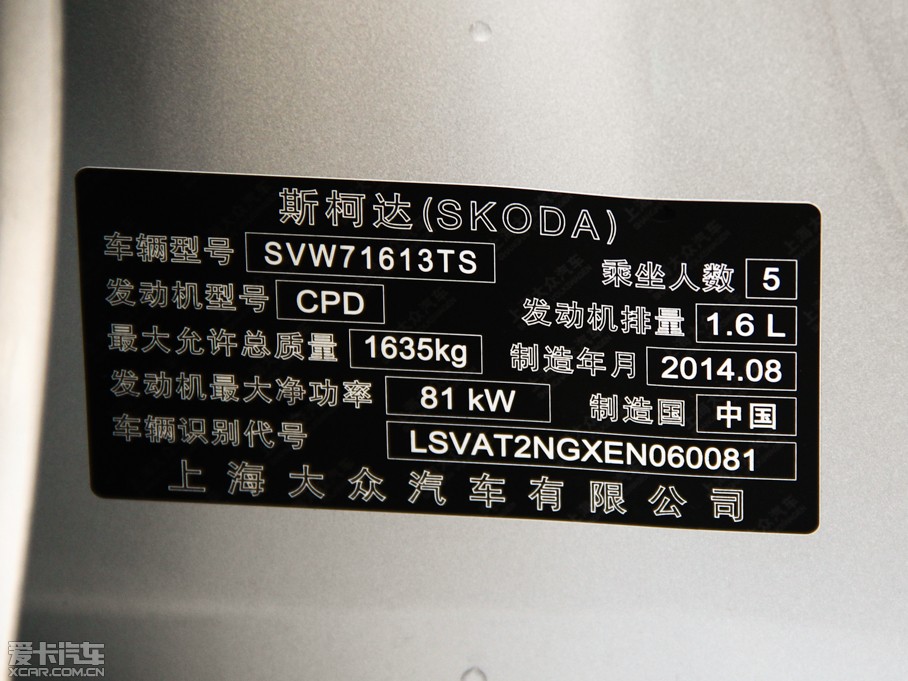 斯柯达(SKODA)
车辆型号 SVW71613TS 乘坐人数 5
发动机型号 CPD 发动机排量 1.6 L
最大允许总质量 1635kg 制造年月 2014.08
发动机最大净功率 81 kW 制造国 中国
车辆识别代号 LSVAT2NGXEN060081
上海大众汽车有限公司
爱卡汽车
XCAR.COM.CN